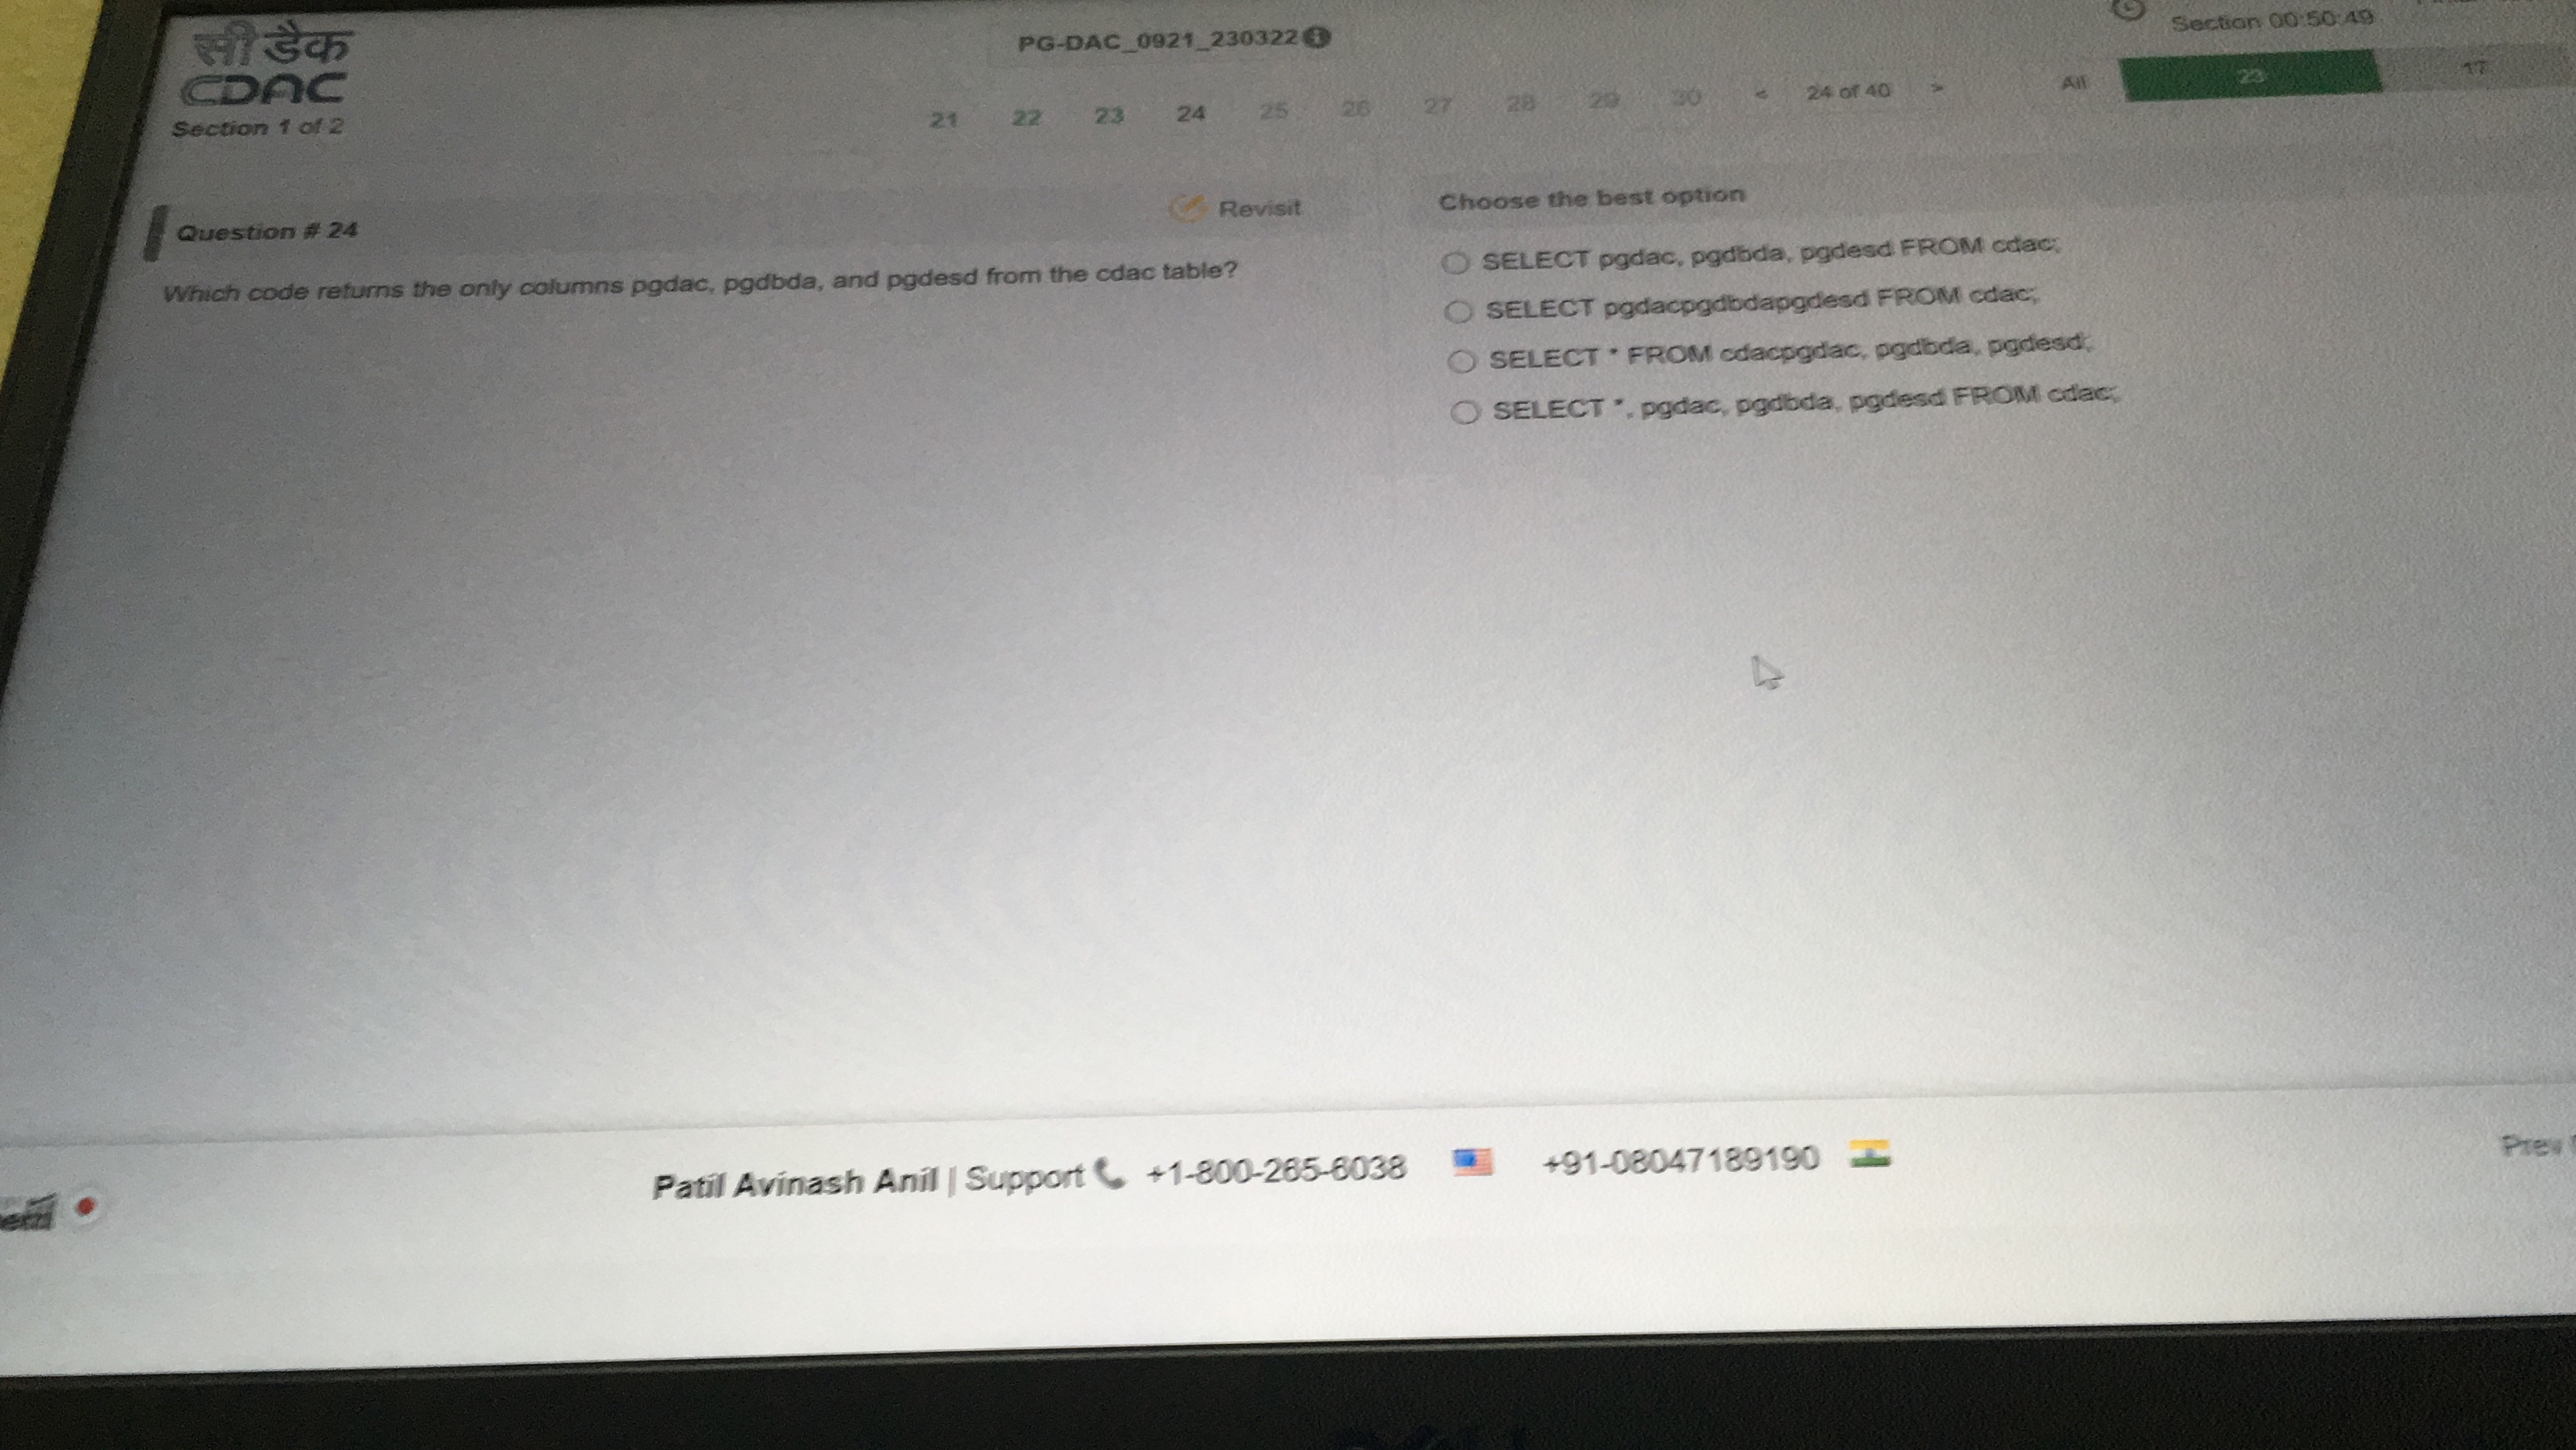 सी डैक
CDAC
Section 1 of 2
PG-DAC_0921_230322
21 22 23 24 25 26 27 28 29 30 < 24 of 40 >
Section 00:50:49
All 23 17
Question # 24
Revisit
Which code returns the only columns pgdac, pgdbda, and pgdesd from the cdac table?
Choose the best option
SELECT pgdac, pgdbda, pgdesd FROM cdac;
SELECT pgdacpgdbdapgdesd FROM cdac;
SELECT * FROM cdacpgdac, pgdbda, pgdesd;
SELECT *, pgdac, pgdbda, pgdesd FROM cdac;
Patil Avinash Anil | Support +1-800-265-6038 +91-08047189190
Prev